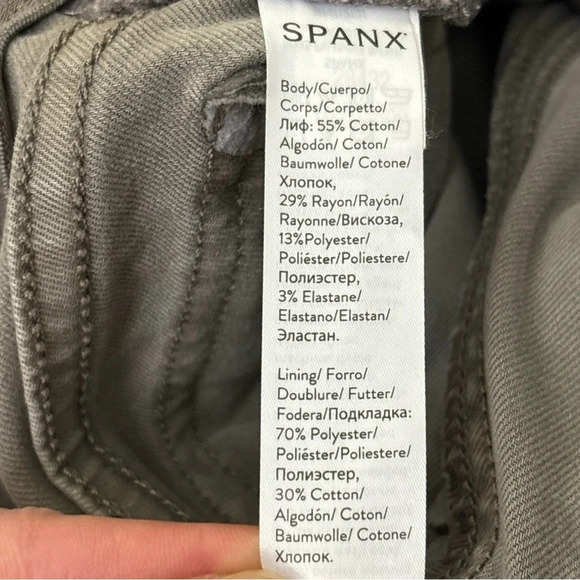 SPANX
Body/Cuerpo/
Corps/Corpetto/
Лиф: 55% Cotton/
Algodón/ Coton/
Baumwolle/ Cotone/
Хлопок,
29% Rayon/Rayón/
Rayonne/Вискоза,
13%Polyester/
Poliéster/Poliestere/
Полиэстер,
3% Elastane/
Elastano/Elastan/
Эластан.
Lining/ Forro/
Doublure/ Futter/
Fodera/Подкладка:
70% Polyester/
Poliéster/Poliestere/
Полиэстер,
30% Cotton/
Algodón/ Coton/
Baumwolle/ Cotone/
Хлопок.